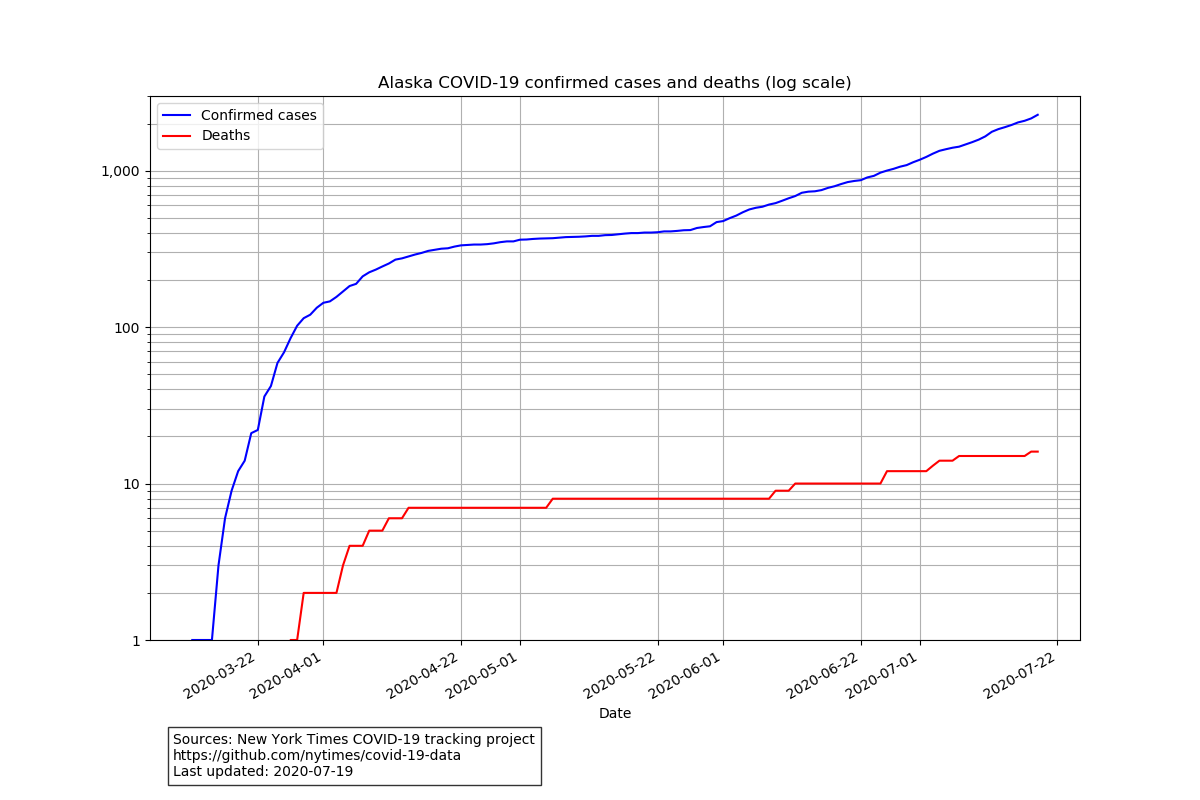 Alaska COVID-19 confirmed cases and deaths (log scale)
Confirmed cases
Deaths
1,000
100
10
1
2020-03-22
2020-04-01
2020-04-22
2020-05-01
2020-05-22
2020-06-01
2020-06-22
2020-07-01
2020-07-22
Date
Sources: New York Times COVID-19 tracking project
https://github.com/nytimes/covid-19-data
Last updated: 2020-07-19